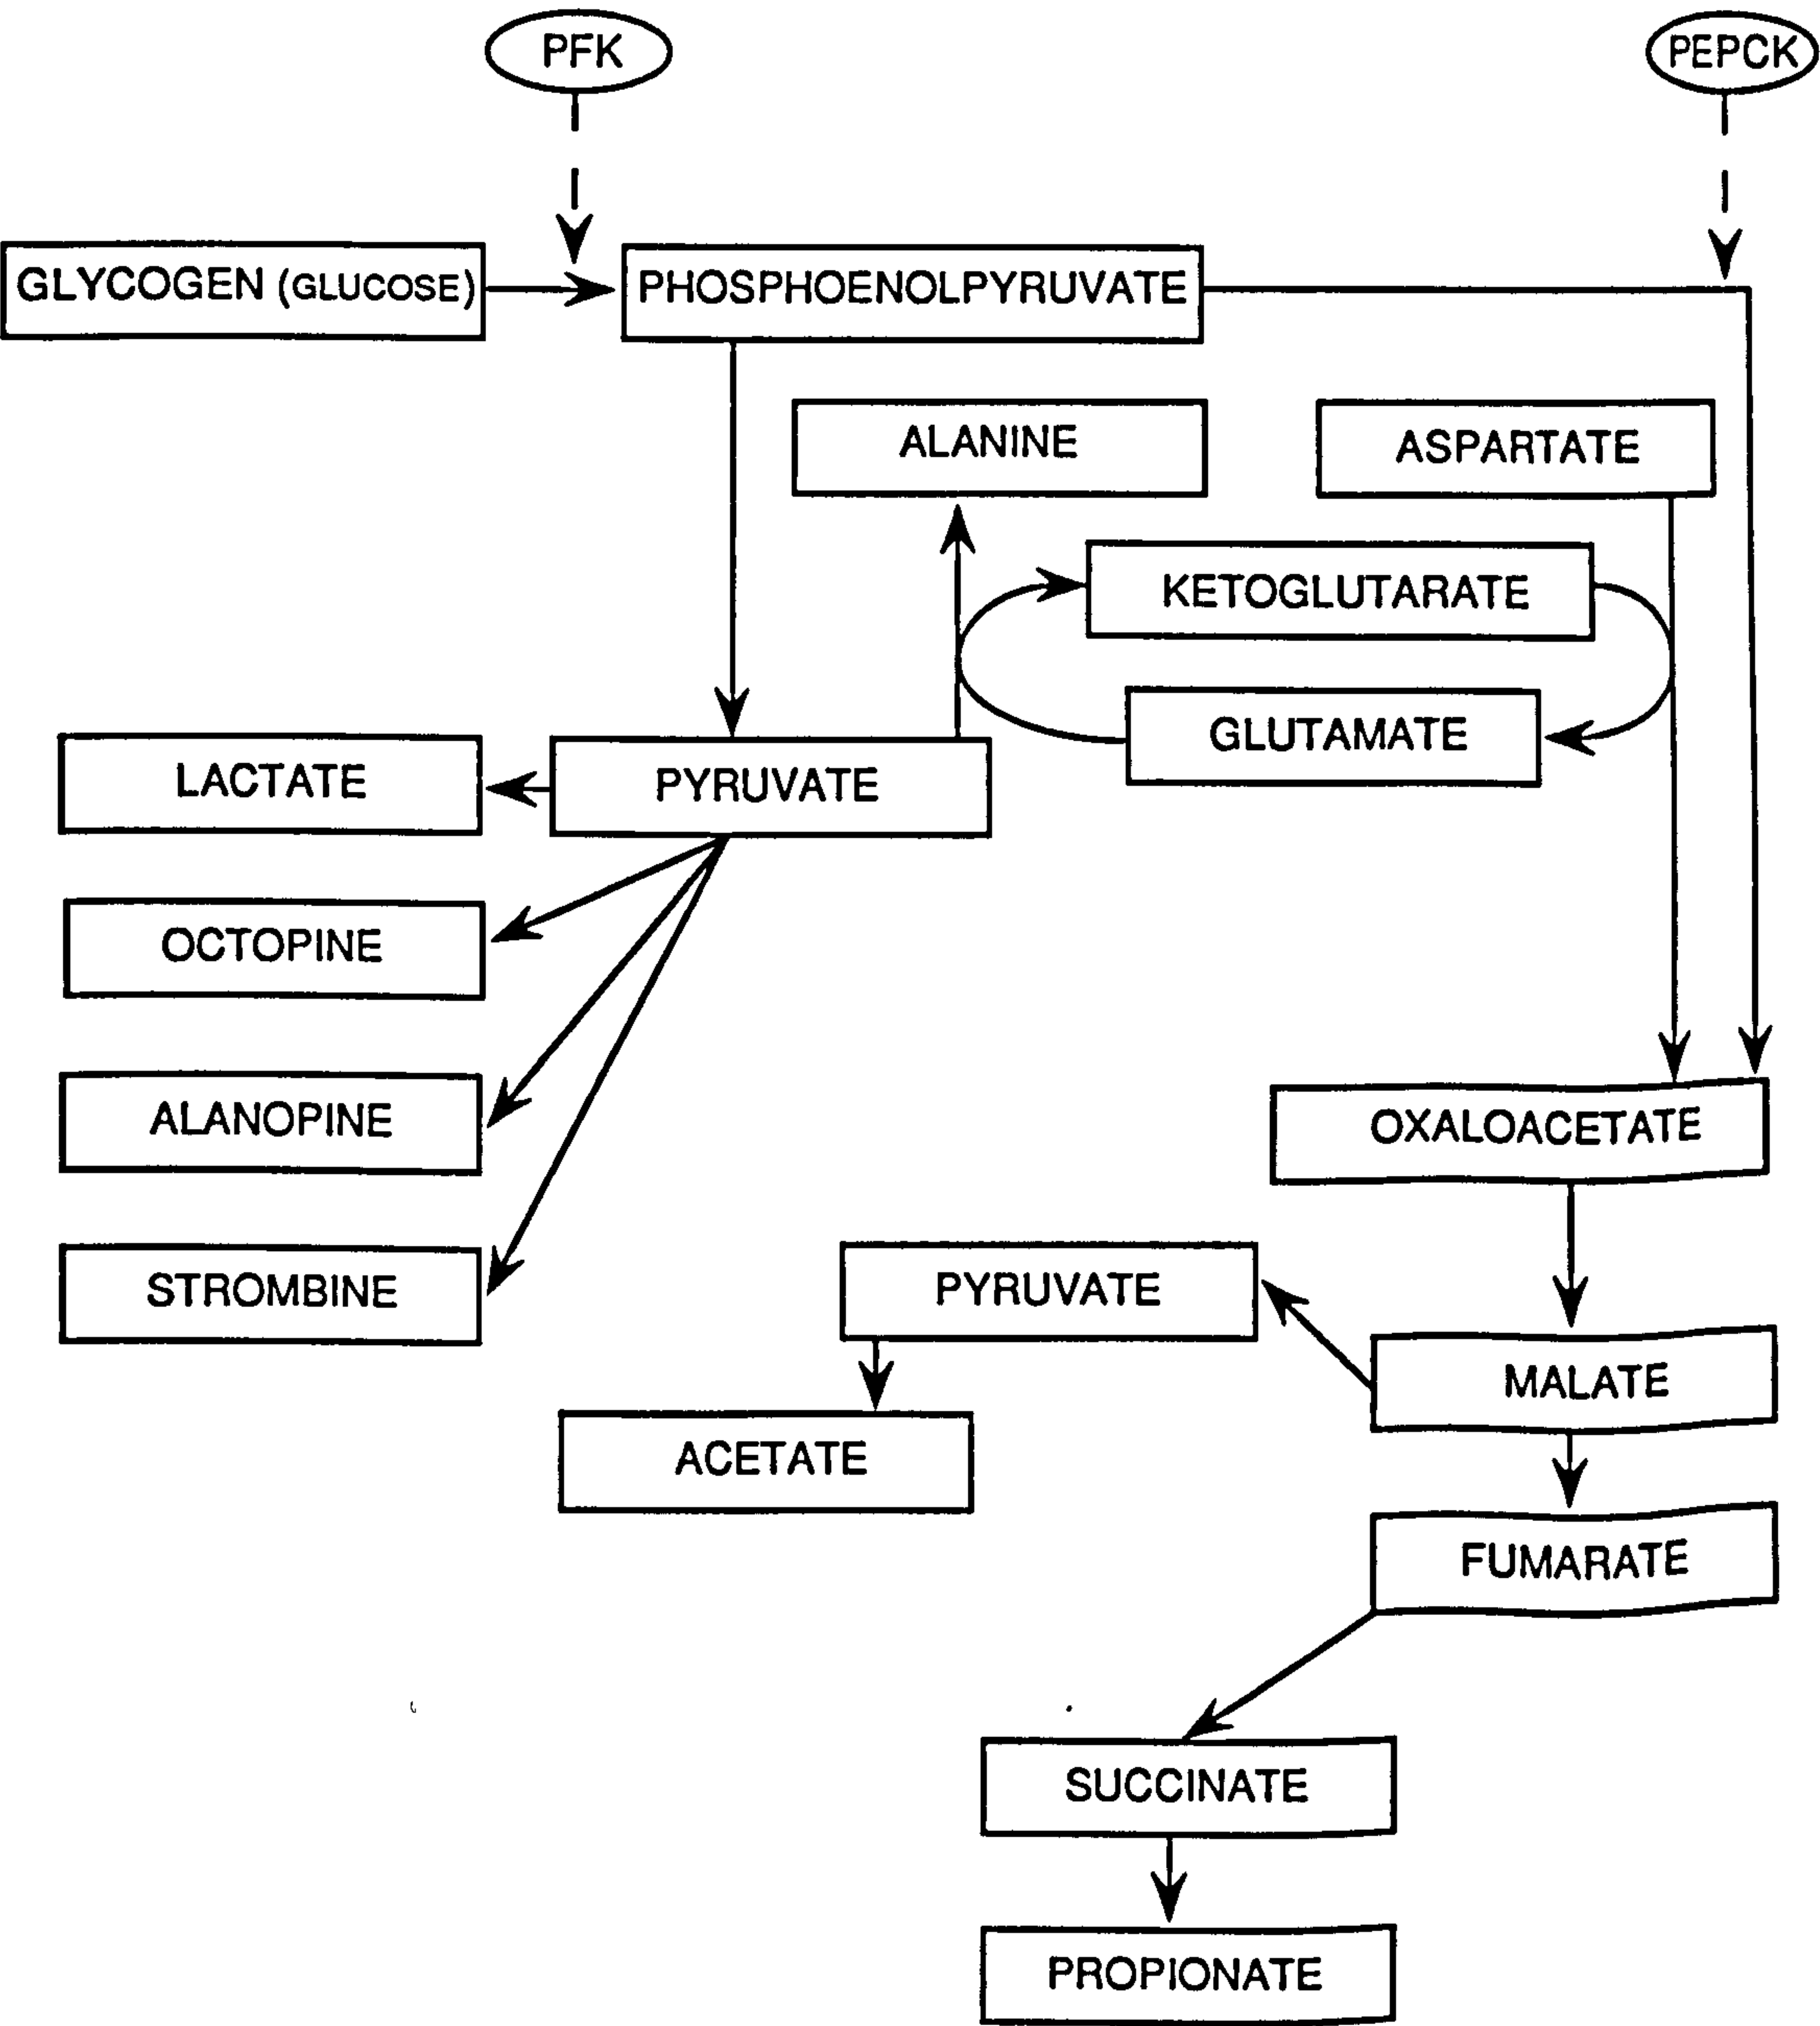 PFK
PEPCK
GLYCOGEN (GLUCOSE)
PHOSPHOENOLPYRUVATE
ALANINE
ASPARTATE
KETOGLUTARATE
GLUTAMATE
LACTATE
PYRUVATE
OCTOPINE
ALANOPINE
OXALOACETATE
STROMBINE
PYRUVATE
MALATE
ACETATE
FUMARATE
SUCCINATE
PROPIONATE